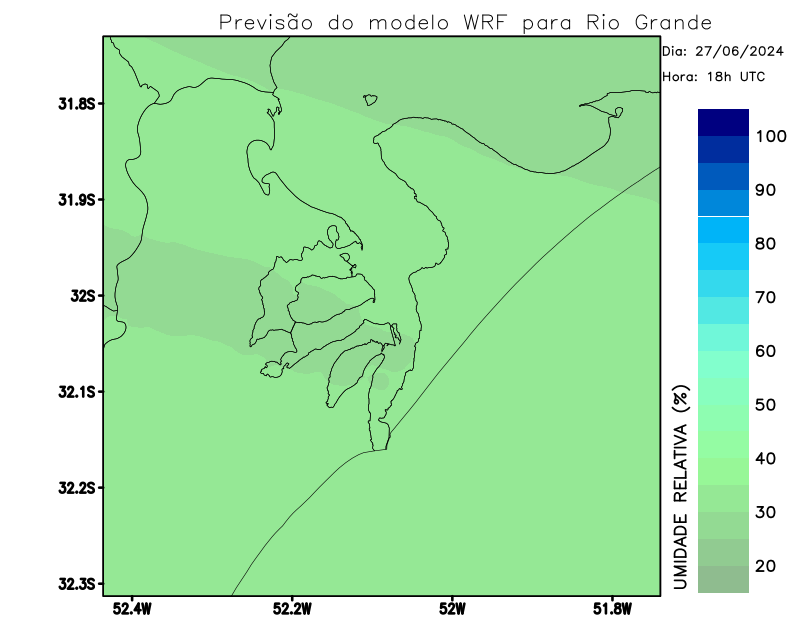 Previsão do modelo WRF para Rio Grande
Dia: 27/06/2024
Hora: 18h UTC
31.8S
31.9S
32S
32.1S
32.2S
32.3S
52.4W
52.2W
52W
51.8W
100
90
80
70
60
50
40
30
20
UMIDADE RELATIVA (%)